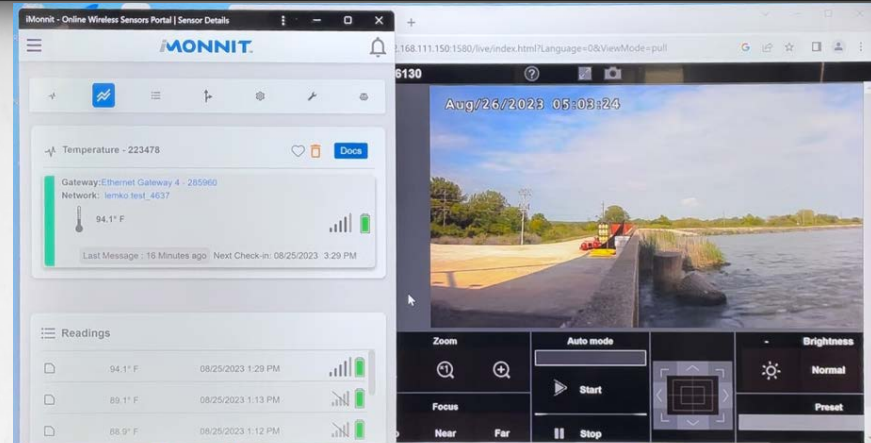 iMonnit - Online Wireless Sensors Portal | Sensor Details
iMONNIT
Temperature - 223478
Docs
Gateway:Ethernet Gateway 4 - 285960
Network: lemko test_4637
94.1° F
Last Message : 16 Minutes ago Next Check-in: 08/25/2023 3:29 PM
Readings
94.1° F 08/25/2023 1:29 PM
89.1° F 08/25/2023 1:13 PM
88.9° F 08/25/2023 1:12 PM
.168.111.150:1580/live/index.html?Language=0&ViewMode=pull
6130
Aug/26/2023 05:03:24
Zoom
Auto mode
Brightness
Start
Normal
Focus
Preset
Near Far
Stop